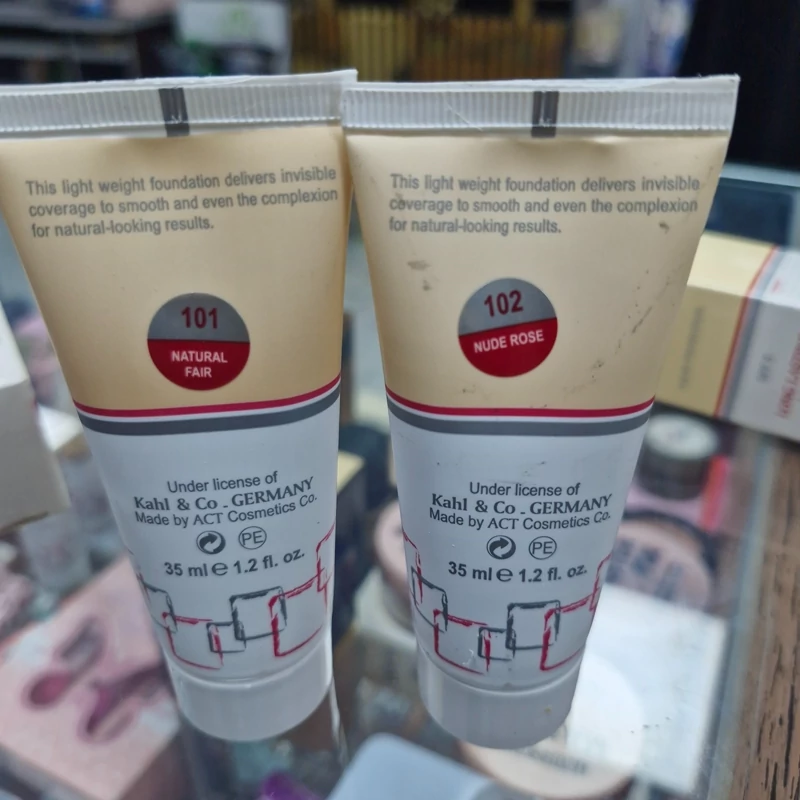 This light weight foundation delivers invisible
coverage to smooth and even the complexion
for natural-looking results.
101
NATURAL
FAIR
Under license of
Kahl & Co - GERMANY
Made by ACT Cosmetics Co.
PE
35 ml ℮ 1.2 fl. oz.
This light weight foundation delivers invisible
coverage to smooth and even the complexion
for natural-looking results.
102
NUDE ROSE
Under license of
Kahl & Co - GERMANY
Made by ACT Cosmetics Co.
PE
35 ml ℮ 1.2 fl. oz.